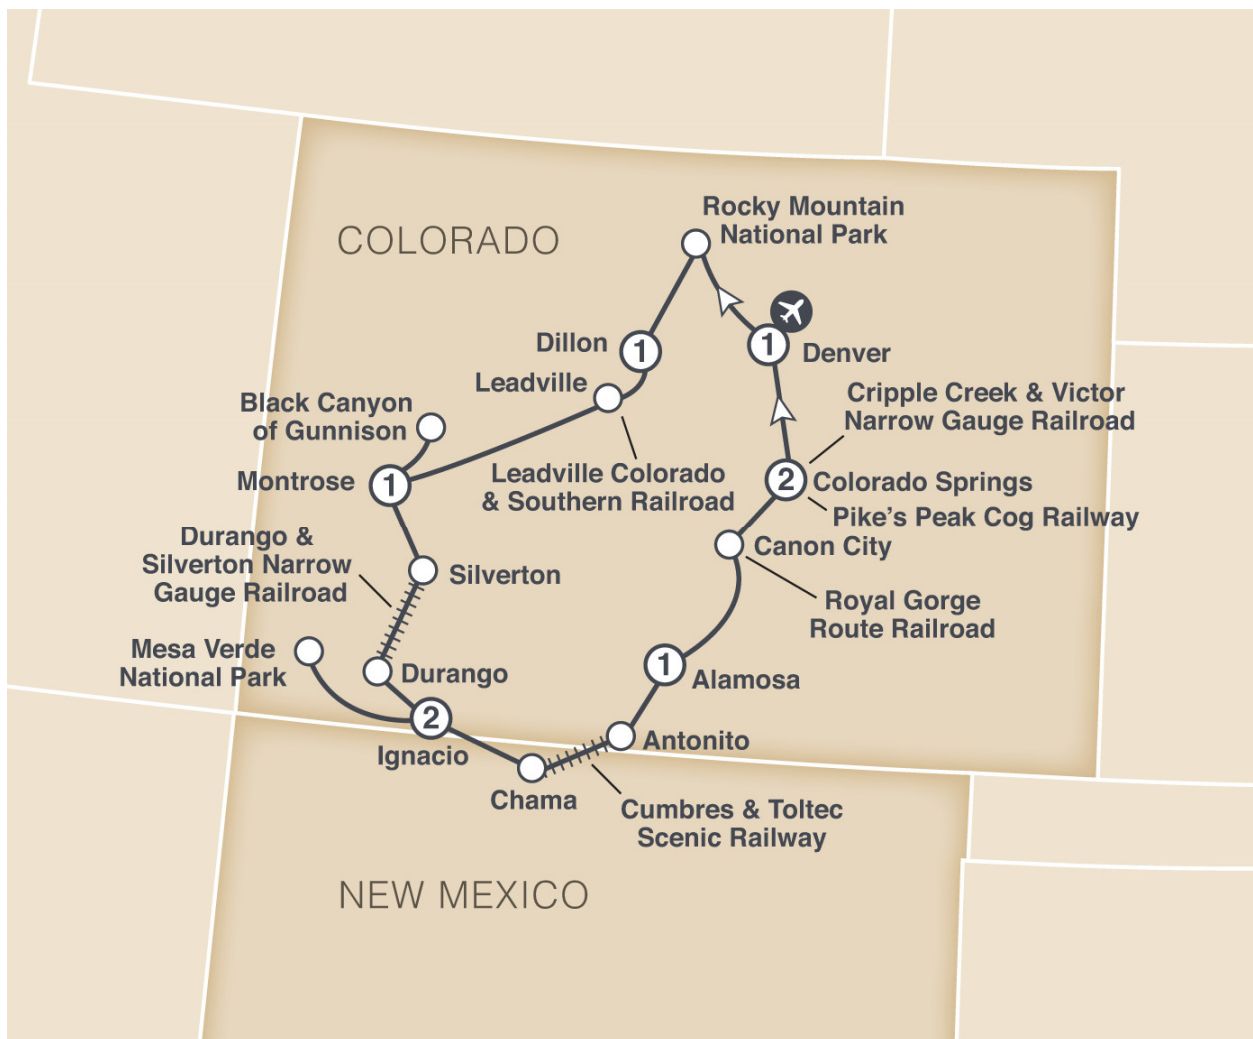 Rocky Mountain
National Park
COLORADO
Dillon
1
1
Denver
Leadville
Cripple Creek & Victor
Narrow Gauge Railroad
Black Canyon
of Gunnison
Montrose
1
Leadville Colorado
& Southern Railroad
2
Colorado Springs
Pike's Peak Cog Railway
Durango &
Silverton Narrow
Gauge Railroad
Silverton
Canon City
Royal Gorge
Route Railroad
Mesa Verde
National Park
Durango
1
Alamosa
2
Ignacio
Antonito
Chama
Cumbres & Toltec
Scenic Railway
NEW MEXICO